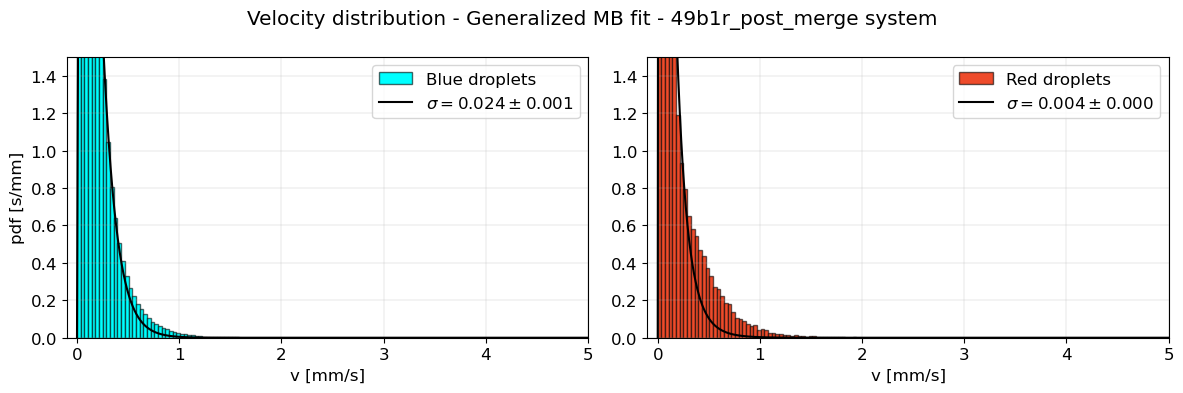 Velocity distribution - Generalized MB fit - 49b1r_post_merge system
pdf [s/mm]
1.4
1.2
1.0
0.8
0.6
0.4
0.2
0.0
0 1 2 3 4 5
v [mm/s]
Blue droplets
σ = 0.024 ± 0.001
1.4
1.2
1.0
0.8
0.6
0.4
0.2
0.0
0 1 2 3 4 5
v [mm/s]
Red droplets
σ = 0.004 ± 0.000